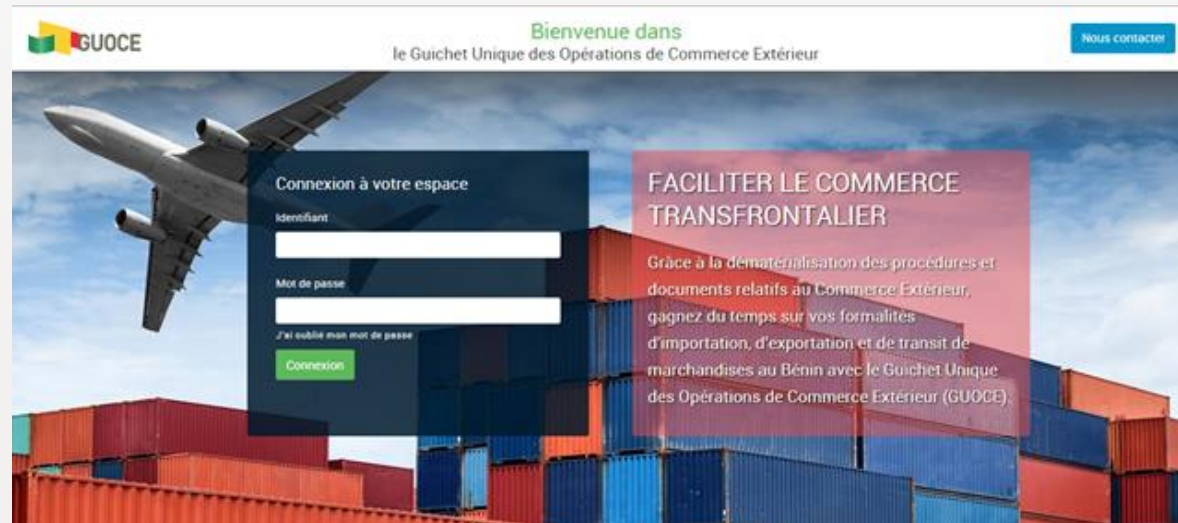 GUOCE
Bienvenue dans
le Guichet Unique des Opérations de Commerce Extérieur
Nous contacter
Connexion à votre espace
Identifiant
Mot de passe
J'ai oublié mon mot de passe
Connexion
FACILITER LE COMMERCE
TRANSFRONTALIER
Grâce à la dématérialisation des procédures et
documents relatifs au Commerce Extérieur,
gagnez du temps sur vos formalités
d'importation, d'exportation et de transit de
marchandises au Bénin avec le Guichet Unique
des Opérations de Commerce Extérieur (GUOCE).